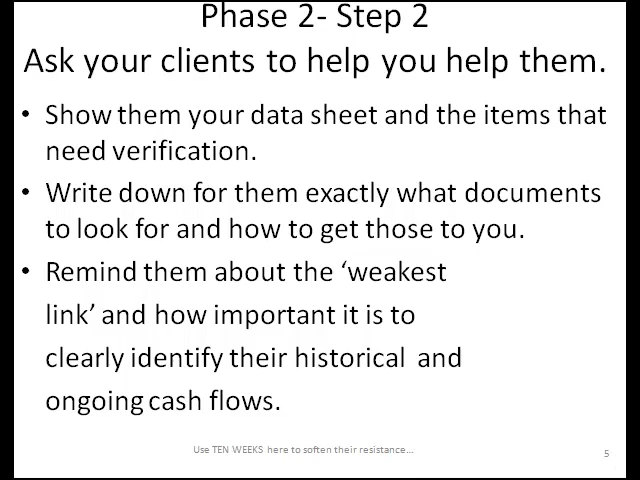 Phase 2- Step 2
Ask your clients to help you help them.
• Show them your data sheet and the items that
need verification.
• Write down for them exactly what documents
to look for and how to get those to you.
• Remind them about the ‘weakest
link’ and how important it is to
clearly identify their historical  and
ongoing cash flows.
Use TEN WEEKS here to soften their resistance...
5